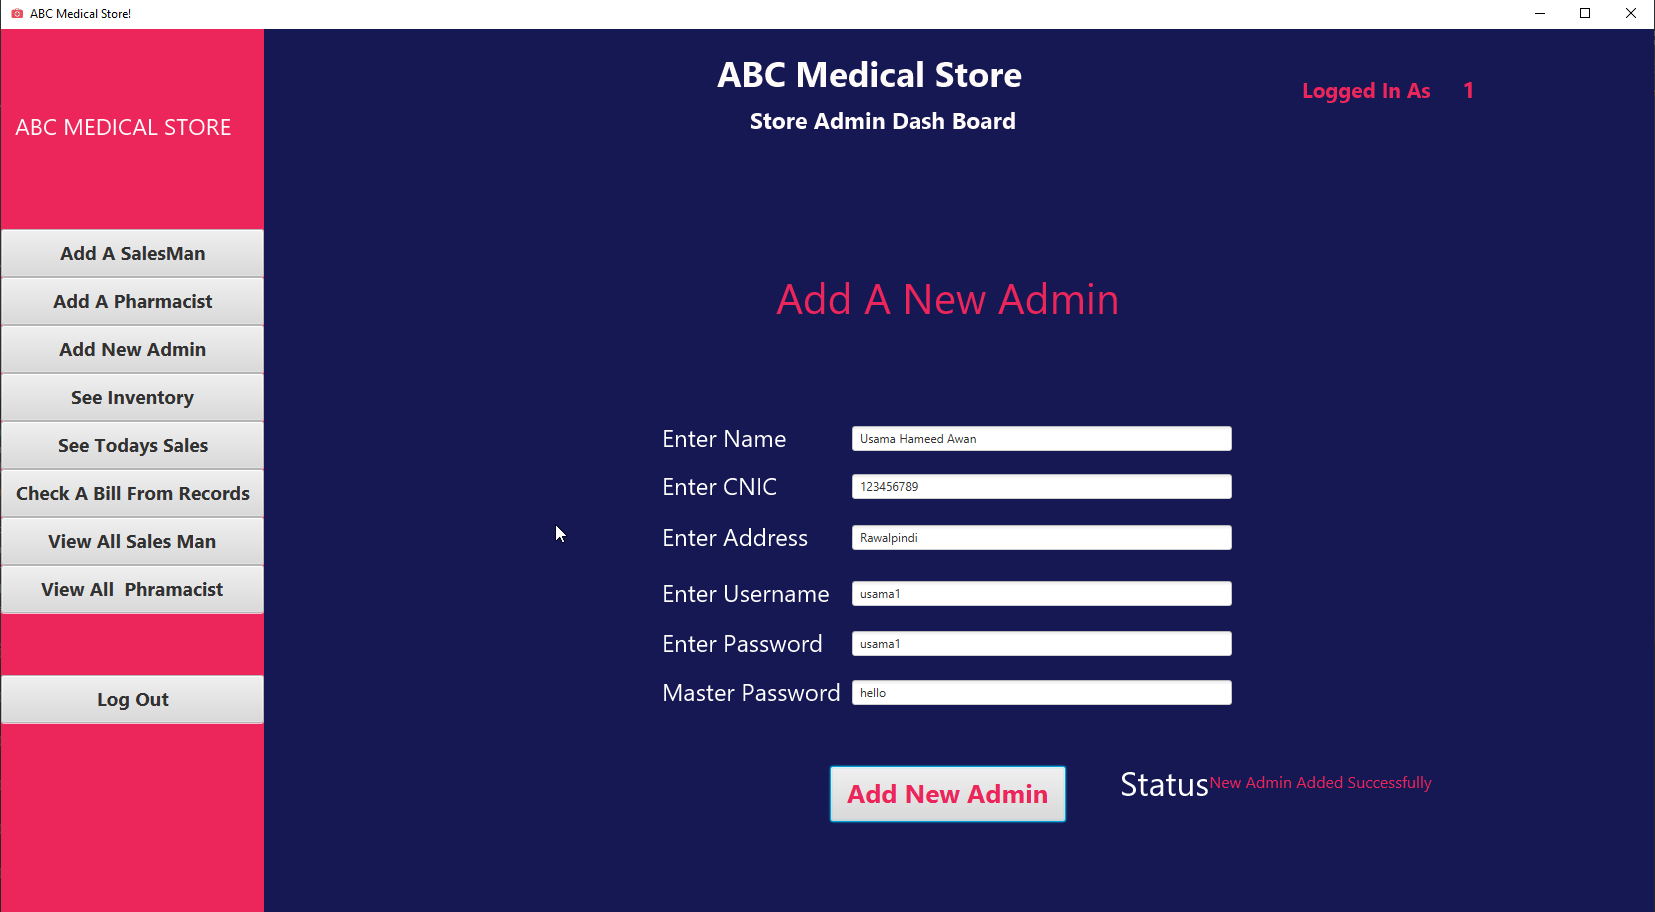 ABC Medical Store!
ABC MEDICAL STORE
Add A SalesMan
Add A Pharmacist
Add New Admin
See Inventory
See Todays Sales
Check A Bill From Records
View All Sales Man
View All  Phramacist
Log Out
ABC Medical Store
Store Admin Dash Board
Logged In As 1
Add A New Admin
Enter Name Usama Hameed Awan
Enter CNIC 123456789
Enter Address Rawalpindi
Enter Username usama1
Enter Password usama1
Master Password hello
Add New Admin
Status New Admin Added Successfully